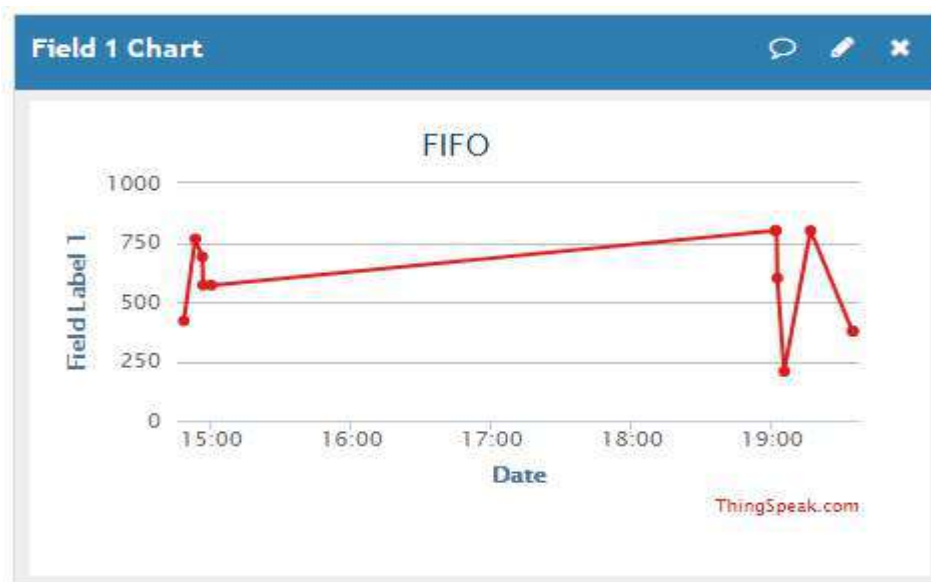 Field 1 Chart
FIFO
1000
750
500
250
0
Field Label 1
15:00 16:00 17:00 18:00 19:00
Date
ThingSpeak.com